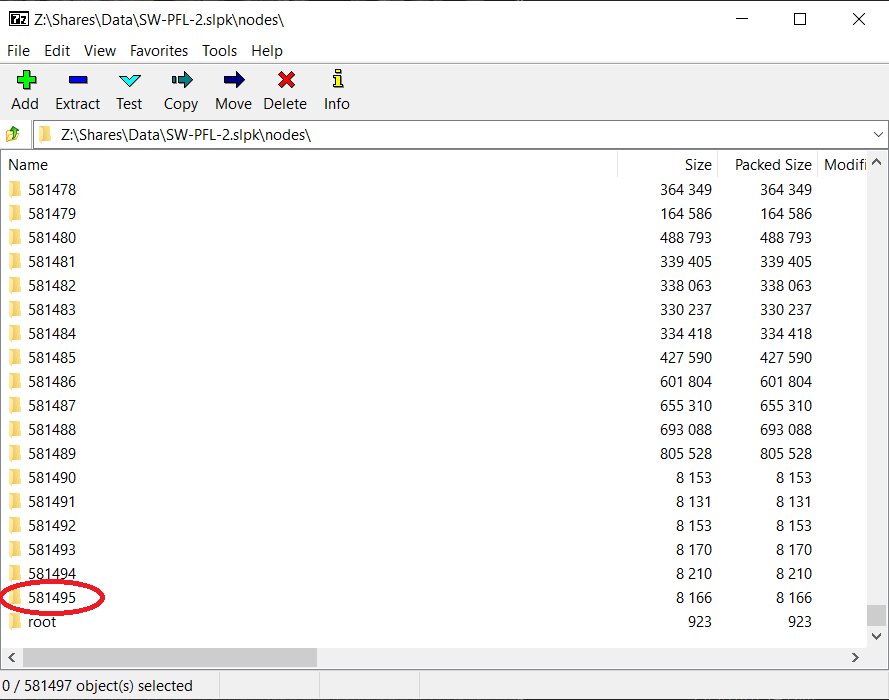 7z Z:\Shares\Data\SW-PFL-2.slpk\nodes\
File Edit View Favorites Tools Help
Add Extract Test Copy Move Delete Info
Z:\Shares\Data\SW-PFL-2.slpk\nodes\
Name Size Packed Size Modifi
581478 364 349 364 349
581479 164 586 164 586
581480 488 793 488 793
581481 339 405 339 405
581482 338 063 338 063
581483 330 237 330 237
581484 334 418 334 418
581485 427 590 427 590
581486 601 804 601 804
581487 655 310 655 310
581488 693 088 693 088
581489 805 528 805 528
581490 8 153 8 153
581491 8 131 8 131
581492 8 153 8 153
581493 8 170 8 170
581494 8 210 8 210
581495 8 166 8 166
root 923 923
0 / 581497 object(s) selected